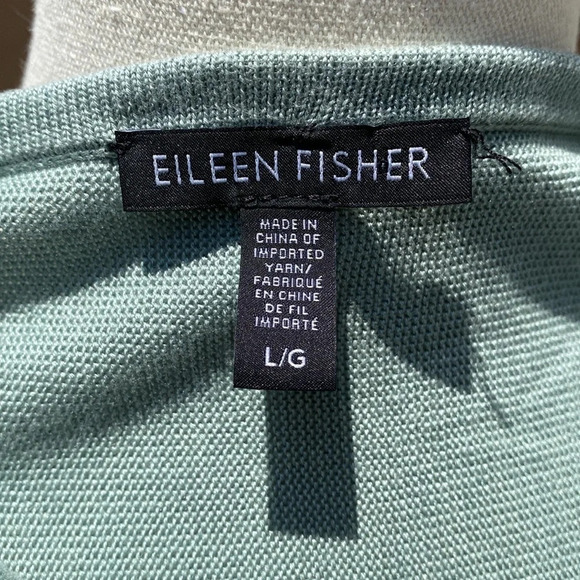 EILEEN FISHER
MADE IN
CHINA OF
IMPORTED
YARN/
FABRIQUÉ
EN CHINE
DE FIL
IMPORTÉ
L/G